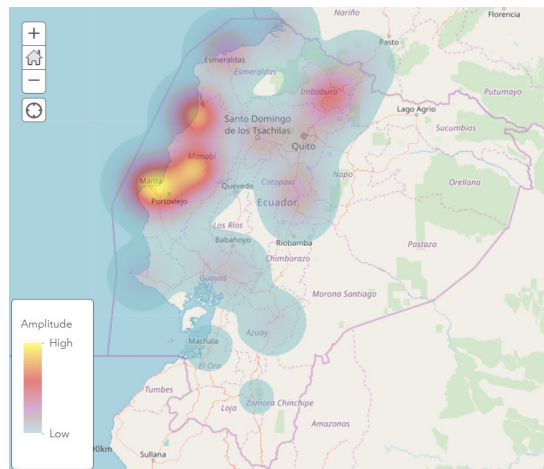 Nariño
Florencia
Pasto
Esmeraldas
Esmeraldas
Imbabura
Putumayo
Lago Agrio
Santo Domingo
de los Tsachilas
Sucumbios
Quito
Manabí
Manta
Napo
Orellana
Quevedo
Cotopaxi
Portoviejo
Ecuador
Los Ríos
Babahoyo
Riobamba
Pastaza
Chimborazo
Guayas
Morona Santiago
Amplitude
High
Low
Azuay
Machala
El Oro
Tumbes
Loja
Zamora Chinchipe
Amazonas
Sullana